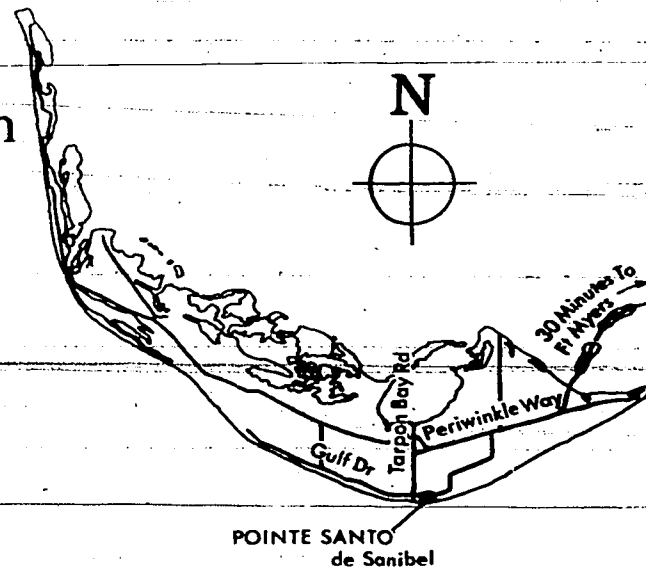 n
N
30 Minutes To
Ft Myers
Tarpon Bay Rd
Periwinkle Way
Gulf Dr
POINTE SANTO
de Sanibel